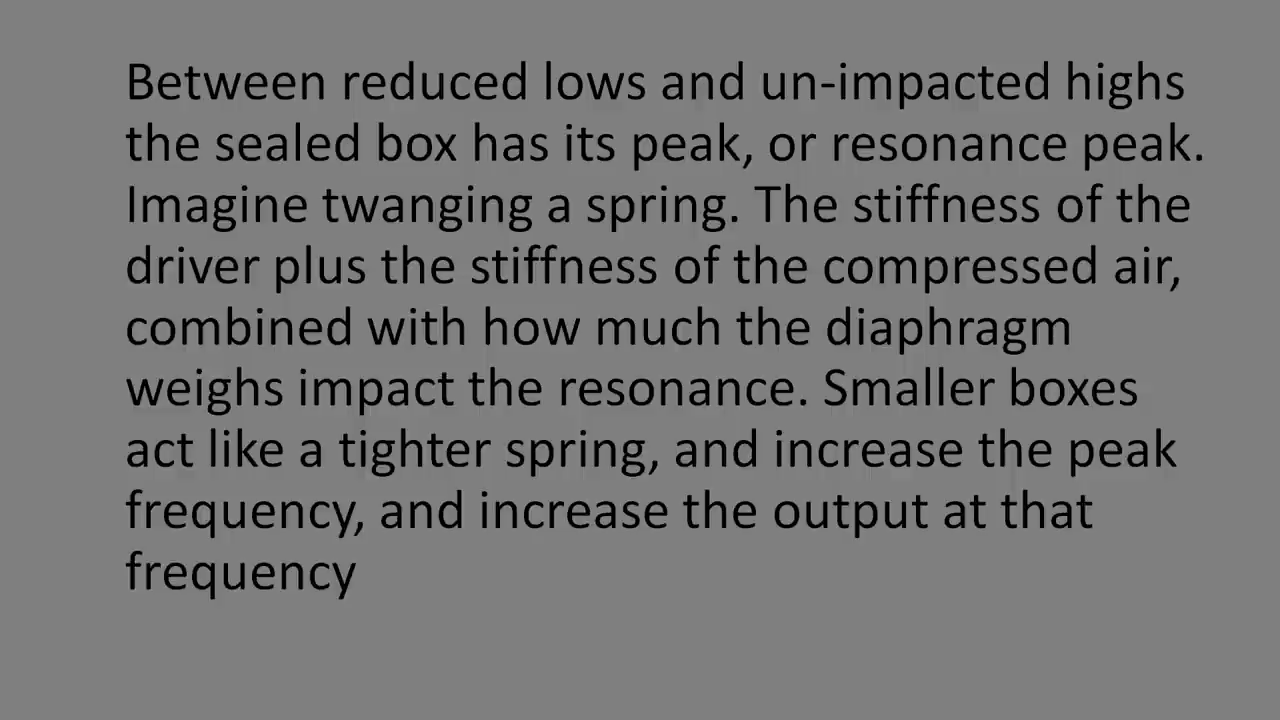 Between reduced lows and un-impacted highs
the sealed box has its peak, or resonance peak.
Imagine twanging a spring. The stiffness of the
driver plus the stiffness of the compressed air,
combined with how much the diaphragm
weighs impact the resonance. Smaller boxes
act like a tighter spring, and increase the peak
frequency, and increase the output at that
frequency